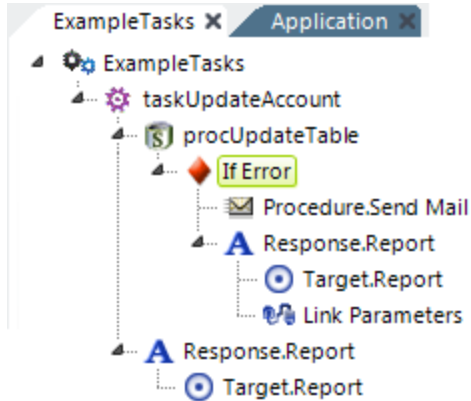 ExampleTasks Application
ExampleTasks
taskUpdateAccount
procUpdateTable
If Error
Procedure.Send Mail
Response.Report
Target.Report
Link Parameters
Response.Report
Target.Report